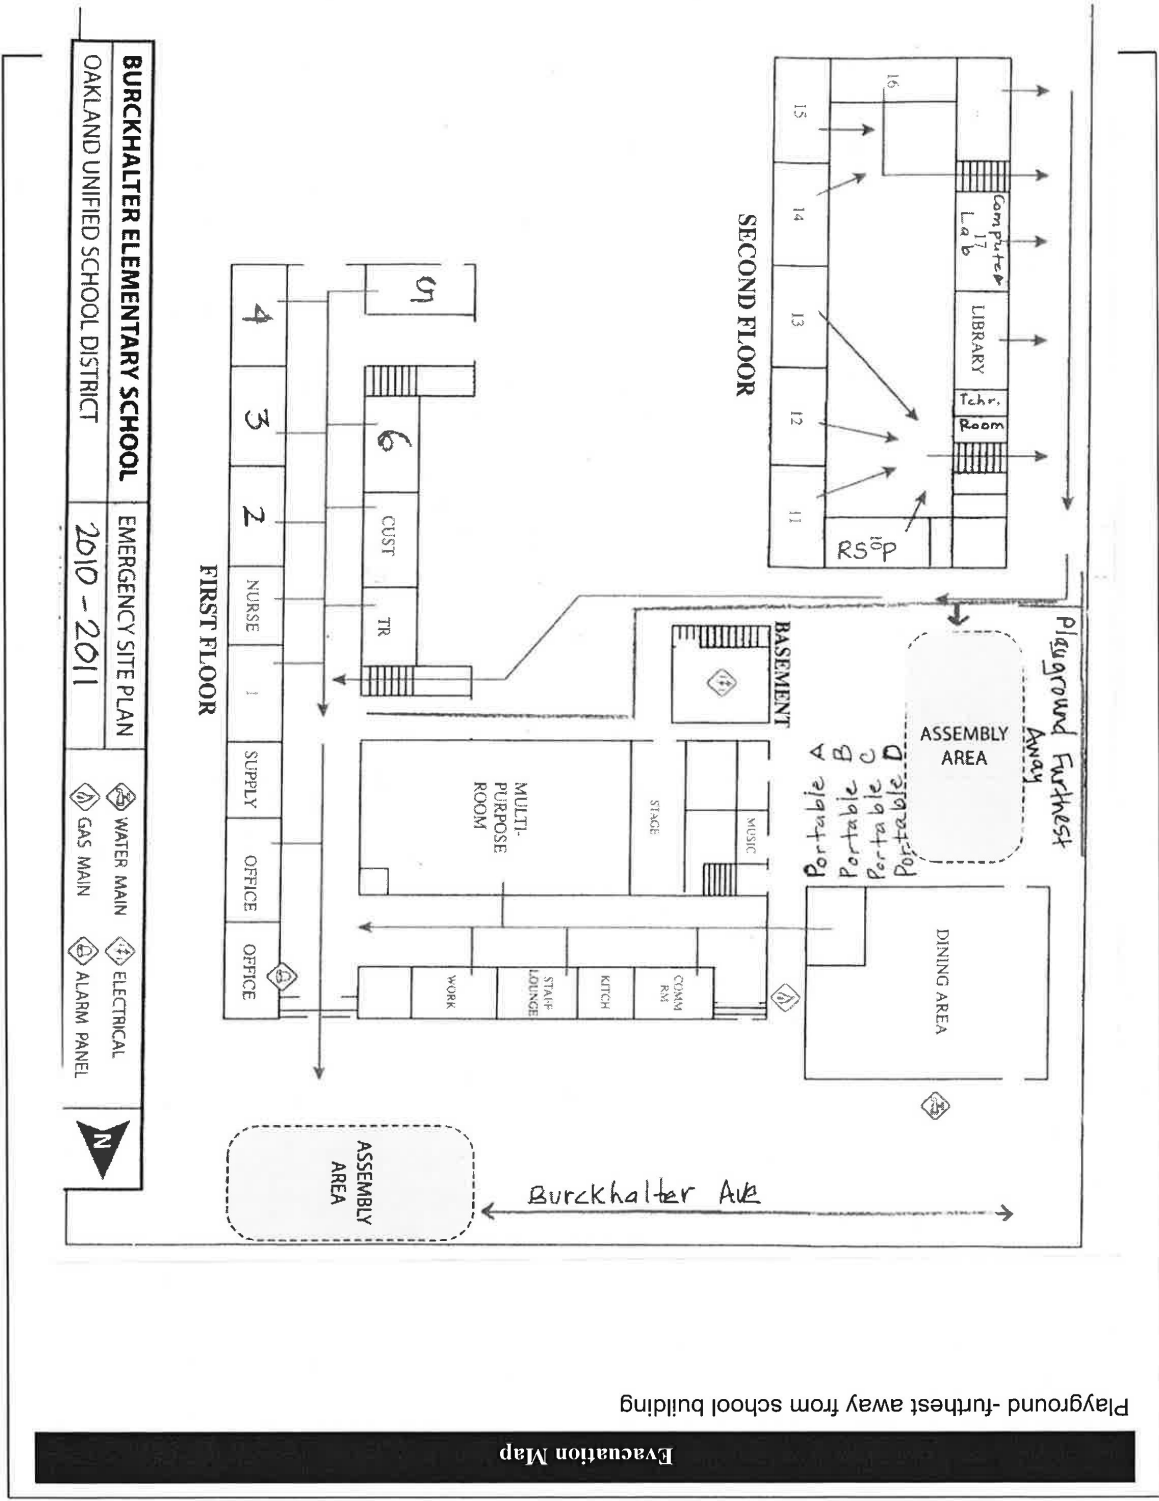 Evacuation Map
Playground -furthest away from school building
16
15
14
13
12
11
Computer
17
Lab
LIBRARY
Tchr.
Room
10
RSP
SECOND FLOOR
5
4
3
2
NURSE
1
SUPPLY
OFFICE
OFFICE
6
CUST
TR
FIRST FLOOR
BASEMENT
MULTI-
PURPOSE
ROOM
STAGE
MUSIC
WORK
STAFF
LOUNGE
KITCH
COMM
RM
DINING AREA
Portable A
Portable B
Portable C
Portable D
ASSEMBLY
AREA
Playground Furthest
Away
ASSEMBLY
AREA
Burckhalter Ave
BURCKHALTER ELEMENTARY SCHOOL
OAKLAND UNIFIED SCHOOL DISTRICT
EMERGENCY SITE PLAN
2010-2011
WATER MAIN
ELECTRICAL
GAS MAIN
ALARM PANEL
N